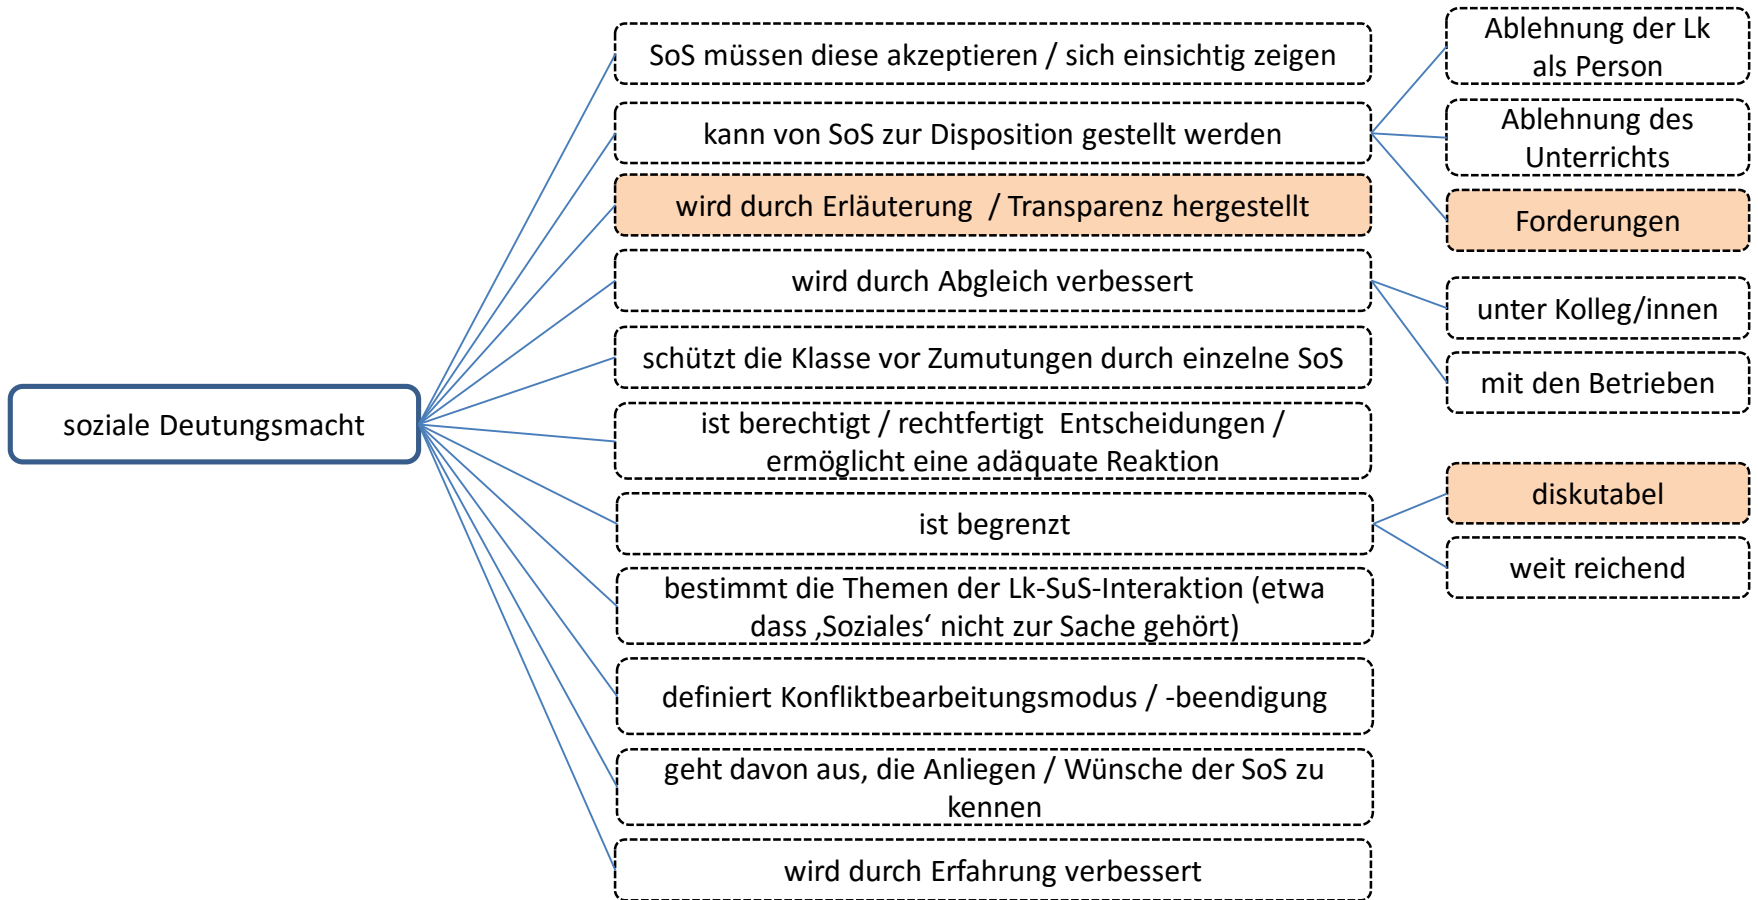 soziale Deutungsmacht
SoS müssen diese akzeptieren / sich einsichtig zeigen
kann von SoS zur Disposition gestellt werden
Ablehnung der Lk
als Person
Ablehnung des
Unterrichts
Forderungen
wird durch Erläuterung / Transparenz hergestellt
wird durch Abgleich verbessert
unter Kolleg/innen
mit den Betrieben
schützt die Klasse vor Zumutungen durch einzelne SoS
ist berechtigt / rechtfertigt Entscheidungen /
ermöglicht eine adäquate Reaktion
ist begrenzt
diskutabel
weit reichend
bestimmt die Themen der Lk-SuS-Interaktion (etwa
dass ‚Soziales‘ nicht zur Sache gehört)
definiert Konfliktbearbeitungsmodus / -beendigung
geht davon aus, die Anliegen / Wünsche der SoS zu
kennen
wird durch Erfahrung verbessert